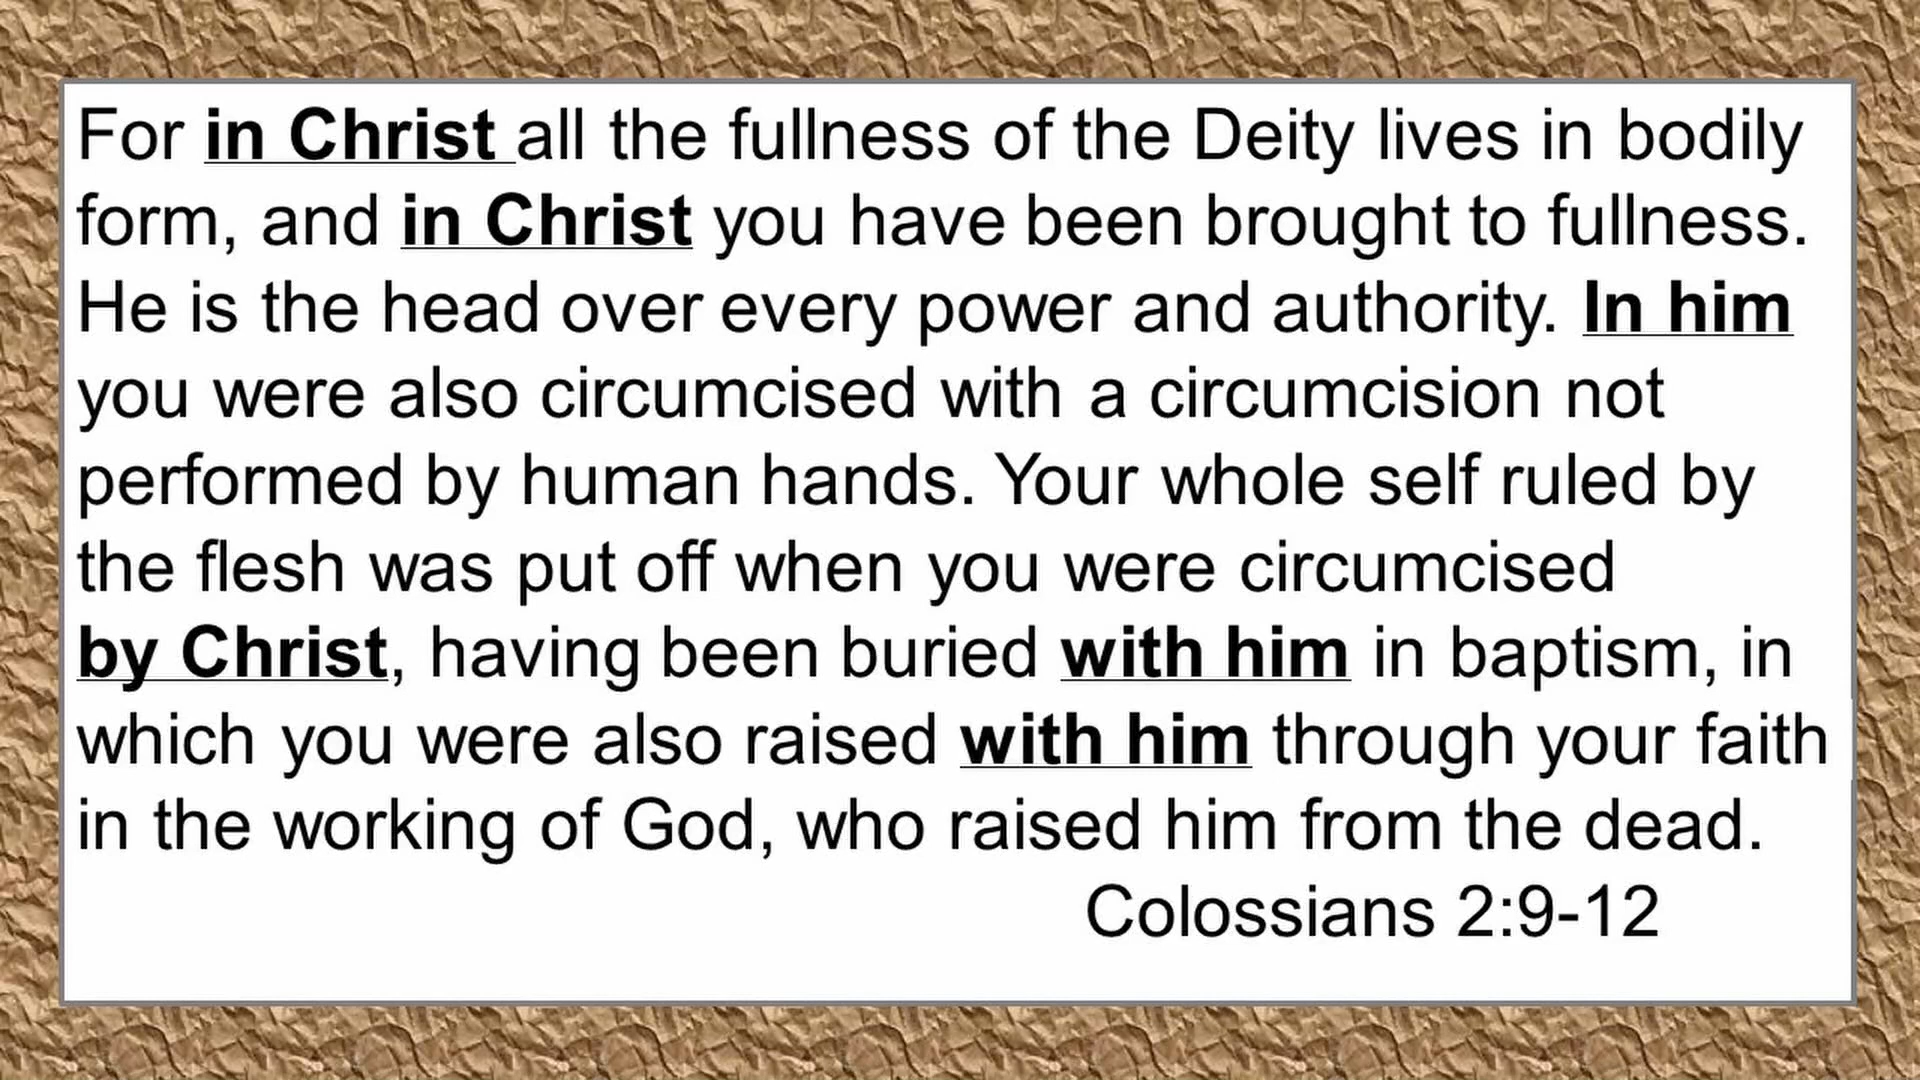 For in Christ all the fullness of the Deity lives in bodily
form, and in Christ you have been brought to fullness.
He is the head over every power and authority. In him
you were also circumcised with a circumcision not
performed by human hands. Your whole self ruled by
the flesh was put off when you were circumcised
by Christ, having been buried with him in baptism, in
which you were also raised with him through your faith
in the working of God, who raised him from the dead.
Colossians 2:9-12